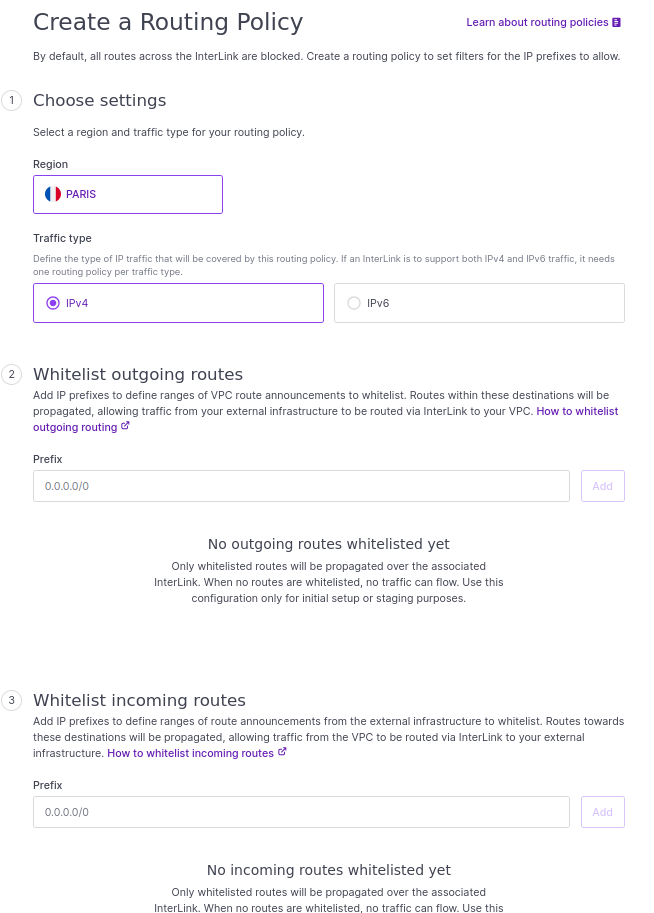 Create a Routing Policy
Learn about routing policies
By default, all routes across the InterLink are blocked. Create a routing policy to set filters for the IP prefixes to allow.
1
Choose settings
Select a region and traffic type for your routing policy.
Region
PARIS
Traffic type
Define the type of IP traffic that will be covered by this routing policy. If an InterLink is to support both IPv4 and IPv6 traffic, it needs
one routing policy per traffic type.
IPv4
IPv6
2
Whitelist outgoing routes
Add IP prefixes to define ranges of VPC route announcements to whitelist. Routes within these destinations will be
propagated, allowing traffic from your external infrastructure to be routed via InterLink to your VPC. How to whitelist
outgoing routing
Prefix
0.0.0.0/0
Add
No outgoing routes whitelisted yet
Only whitelisted routes will be propagated over the associated
InterLink. When no routes are whitelisted, no traffic can flow. Use this
configuration only for initial setup or staging purposes.
3
Whitelist incoming routes
Add IP prefixes to define ranges of route announcements from the external infrastructure to whitelist. Routes towards
these destinations will be propagated, allowing traffic from the VPC to be routed via InterLink to your external
infrastructure. How to whitelist incoming routes
Prefix
0.0.0.0/0
Add
No incoming routes whitelisted yet
Only whitelisted routes will be propagated over the associated
InterLink. When no routes are whitelisted, no traffic can flow. Use this